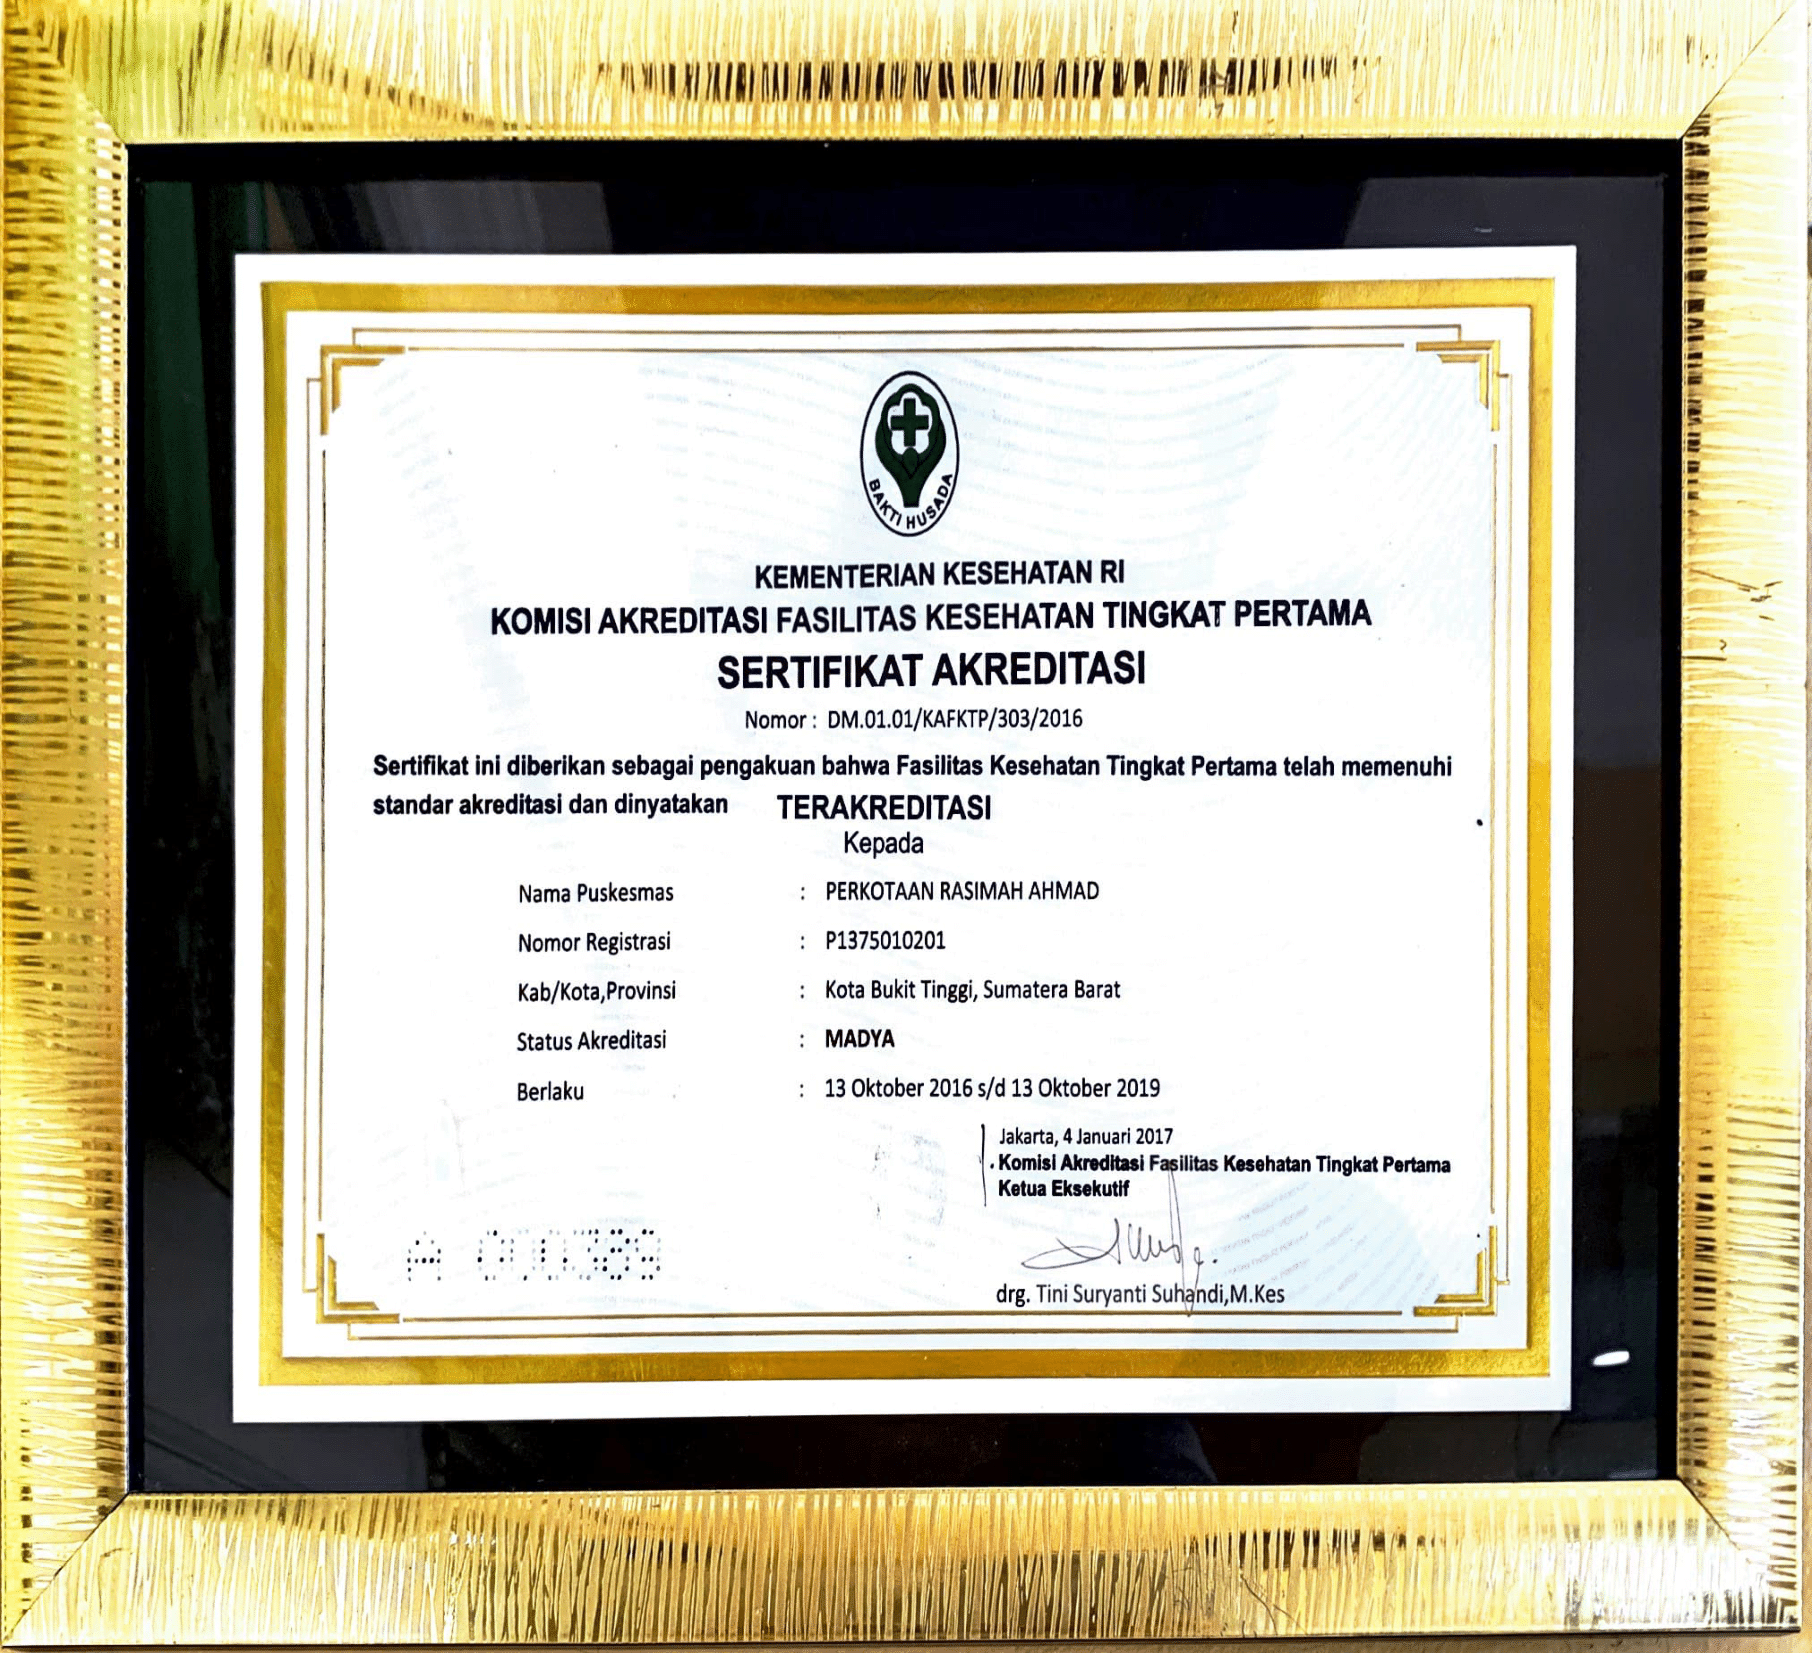 BAKTI HUSADA
KEMENTERIAN KESEHATAN RI
KOMISI AKREDITASI FASILITAS KESEHATAN TINGKAT PERTAMA
SERTIFIKAT AKREDITASI
Nomor : DM.01.01/KAFKTP/303/2016
Sertifikat ini diberikan sebagai pengakuan bahwa Fasilitas Kesehatan Tingkat Pertama telah memenuhi
standar akreditasi dan dinyatakan TERAKREDITASI
Kepada
Nama Puskesmas : PERKOTAAN RASIMAH AHMAD
Nomor Registrasi : P1375010201
Kab/Kota,Provinsi : Kota Bukit Tinggi, Sumatera Barat
Status Akreditasi : MADYA
Berlaku : 13 Oktober 2016 s/d 13 Oktober 2019
Jakarta, 4 Januari 2017
Komisi Akreditasi Fasilitas Kesehatan Tingkat Pertama
Ketua Eksekutif
A 000389
drg. Tini Suryanti Suhandi,M.Kes